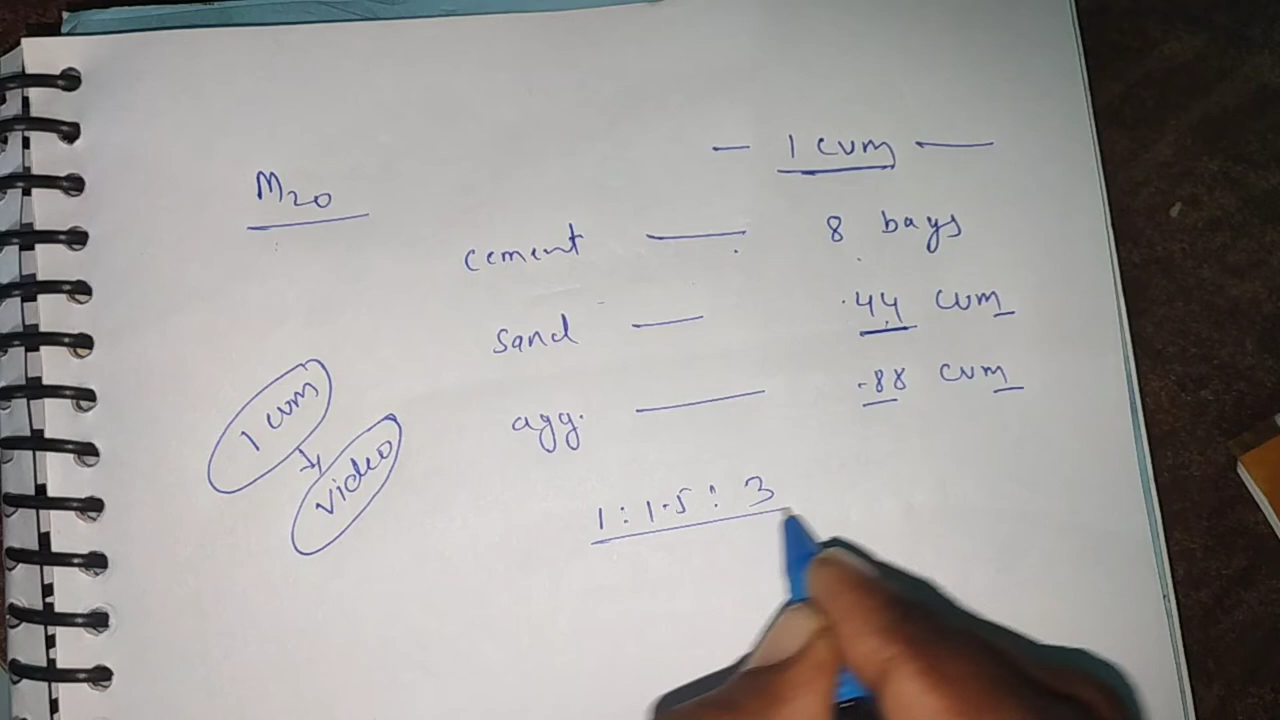 M20
— 1 cum —
cement — 8 bags
sand — .44 cum
agg. — .88 cum
1 cum
video
1 : 1.5 : 3